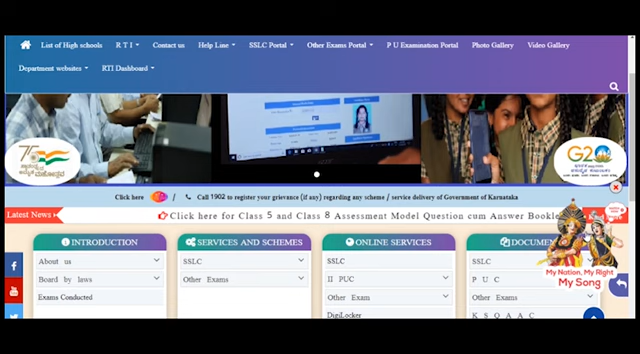 List of High schools R T I Contact us Help Line SSLC Portal Other Exams Portal P U Examination Portal Photo Gallery Video Gallery
Department websites RTI Dashboard
75
G20
Click here / Call 1902 to register your grievance (if any) regarding any scheme / service delivery of Government of Karnataka
Latest News
Click here for Class 5 and Class 8 Assessment Model Question cum Answer Bookle
INTRODUCTION
About us
Board by laws
Exams Conducted
SERVICES AND SCHEMES
SSLC
Other Exams
ONLINE SERVICES
SSLC
II PUC
Other Exam
DigiLocker
DOCUMEN
SSLC
P U C
Other Exams
K S Q A A C
My Nation, My Right
My Song